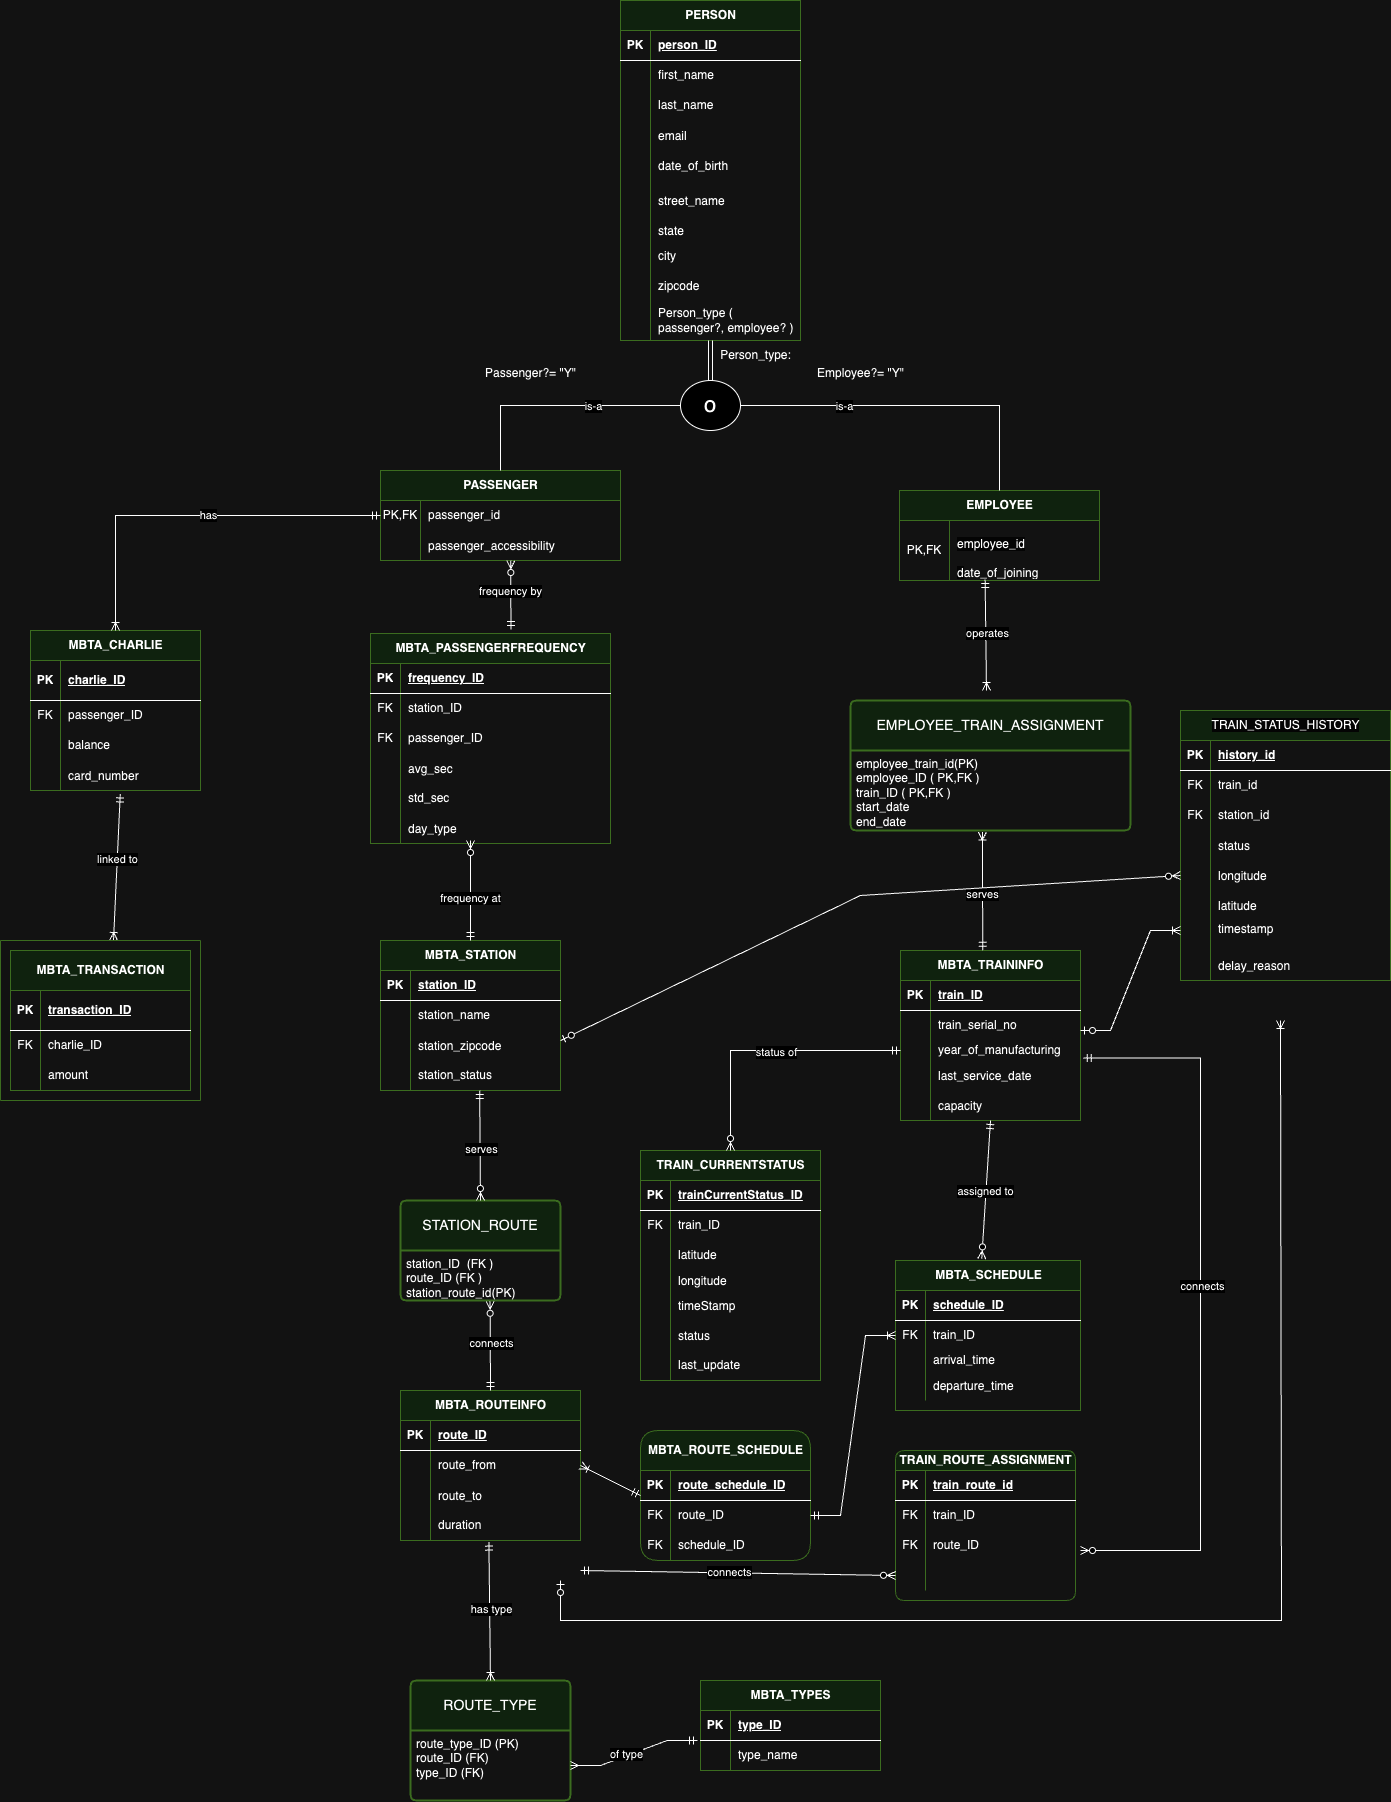 PERSON
PK person_ID
first_name
last_name
email
date_of_birth
street_name
state
city
zipcode
Person_type (
passenger?, employee? )
Person_type:
Passenger?= "Y"
Employee?= "Y"
is-a
O
is-a
PASSENGER
PK,FK passenger_id
passenger_accessibility
EMPLOYEE
PK,FK employee_id
date_of_joining
has
frequency by
operates
MBTA_CHARLIE
PK charlie_ID
FK passenger_ID
balance
card_number
MBTA_PASSENGERFREQUENCY
PK frequency_ID
FK station_ID
FK passenger_ID
avg_sec
std_sec
day_type
EMPLOYEE_TRAIN_ASSIGNMENT
employee_train_id(PK)
employee_ID ( PK,FK )
train_ID ( PK,FK )
start_date
end_date
TRAIN_STATUS_HISTORY
PK history_id
FK train_id
FK station_id
status
longitude
latitude
timestamp
delay_reason
linked to
frequency at
serves
MBTA_TRANSACTION
PK transaction_ID
FK charlie_ID
amount
MBTA_STATION
PK station_ID
station_name
station_zipcode
station_status
MBTA_TRAININFO
PK train_ID
train_serial_no
year_of_manufacturing
last_service_date
capacity
status of
serves
assigned to
connects
STATION_ROUTE
station_ID (FK )
route_ID (FK )
station_route_id(PK)
TRAIN_CURRENTSTATUS
PK trainCurrentStatus_ID
FK train_ID
latitude
longitude
timeStamp
status
last_update
MBTA_SCHEDULE
PK schedule_ID
FK train_ID
arrival_time
departure_time
connects
MBTA_ROUTEINFO
PK route_ID
route_from
route_to
duration
MBTA_ROUTE_SCHEDULE
PK route_schedule_ID
FK route_ID
FK schedule_ID
TRAIN_ROUTE_ASSIGNMENT
PK train_route_id
FK train_ID
FK route_ID
connects
has type
ROUTE_TYPE
route_type_ID (PK)
route_ID (FK)
type_ID (FK)
of type
MBTA_TYPES
PK type_ID
type_name